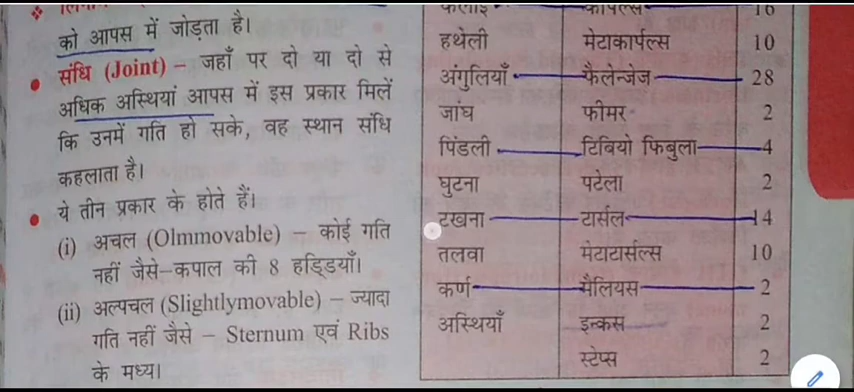 को आपस में जोड़ता है।
संधि (Joint) – जहाँ पर दो या दो से
अधिक अस्थियां आपस में इस प्रकार मिलें
कि उनमें गति हो सके, वह स्थान संधि
कहलाता है।
ये तीन प्रकार के होते हैं।
(i) अचल (Olmmovable) – कोई गति
नहीं जैसे–कपाल की 8 हड्डियाँ।
(ii) अल्पचल (Slightlymovable) – ज्यादा
गति नहीं जैसे – Sternum एवं Ribs
के मध्य।
कलाई कार्पल्स 16
हथेली मेटाकार्पल्स 10
अंगुलियाँ फैलेन्जेज 28
जांघ फीमर 2
पिंडली टिबियो फिबुला 4
घुटना पटेला 2
टखना टार्सल 14
तलवा मेटाटार्सल्स 10
कर्ण मैलियस 2
अस्थियाँ इन्कस 2
स्टेप्स 2